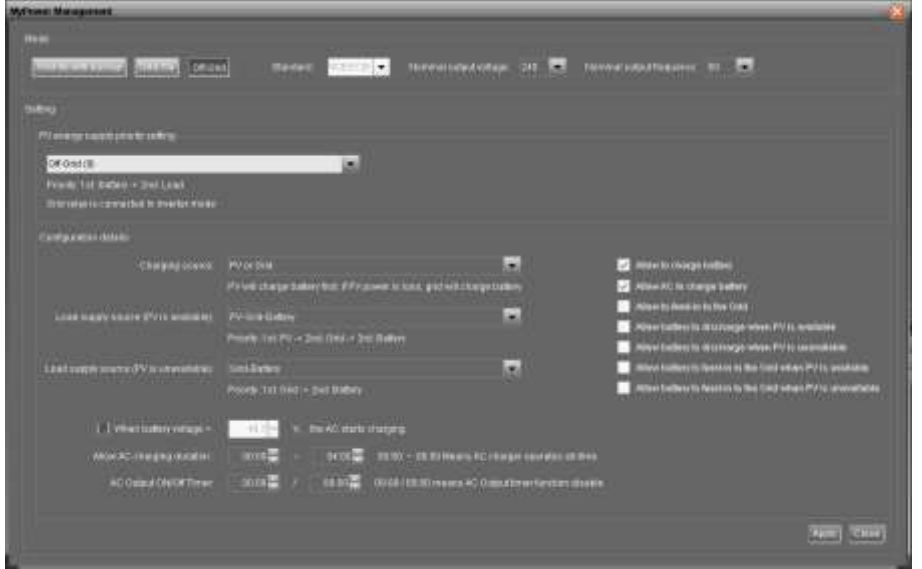 MyPower Management
Mode
Grid-tie with backup Grid-Tie Off-Grid Standard: Nominal output voltage: 240 Nominal output frequency: 60
Setting
PV energy supply priority setting
Off-Grid (II)
Priority: 1st: Battery -> 2nd: Load
Grid relay is connected in inverter mode
Configuration details:
Charging source: PV or Grid
PV will charge battery first. If PV power is loss, grid will charge battery
Load supply source (PV is available): PV-Grid-Battery
Priority: 1st: PV -> 2nd: Grid -> 3rd: Battery
Load supply source (PV is unavailable): Grid-Battery
Priority: 1st: Grid -> 2nd: Battery
Allow to charge battery
Allow AC to charge battery
Allow to feed-in to the Grid
Allow battery to discharge when PV is available
Allow battery to discharge when PV is unavailable
Allow battery to feed-in to the Grid when PV is available
Allow battery to feed-in to the Grid when PV is unavailable
When battery voltage < V, the AC starts charging
Allow AC charging duration: 00:00 ~ 04:00 00:00 ~ 00:00 Means AC charger operates all time
AC Output ON/Off Timer: 00:00 / 00:00 00:00 / 00:00 means AC Output timer function disable
Apply Close